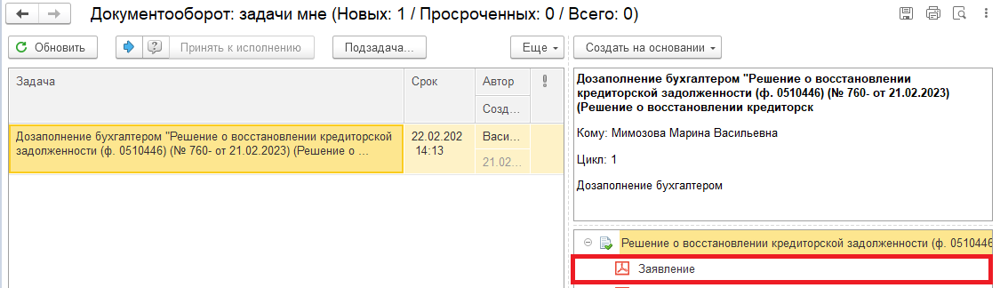 Документооборот: задачи мне (Новых: 1 / Просроченных: 0 / Всего: 0)
Обновить
Принять к исполнению
Подзадача...
Еще
Создать на основании
Задача
Срок
Автор
Созд...
Дозаполнение бухгалтером "Решение о восстановлении кредиторской
задолженности (ф. 0510446) (№ 760- от 21.02.2023) (Решение о ...
22.02.202
14:13
Васи...
21.02...
Дозаполнение бухгалтером "Решение о восстановлении
кредиторской задолженности (ф. 0510446) (№ 760- от 21.02.2023)
(Решение о восстановлении кредиторск
Кому: Мимозова Марина Васильевна
Цикл: 1
Дозаполнение бухгалтером
Решение о восстановлении кредиторской задолженности (ф. 0510446
Заявление